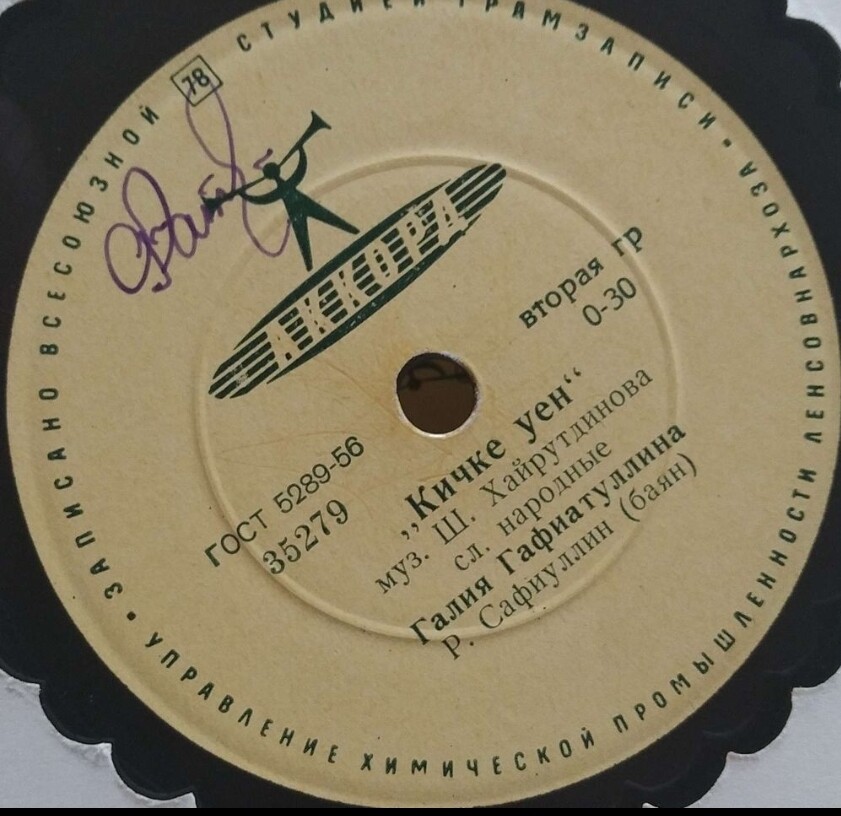 ЗАПИСАНО ВСЕСОЮЗНОЙ 78 СТУДИЕЙ ГРАМЗАПИСИ •
УПРАВЛЕНИЕ ХИМИЧЕСКОЙ ПРОМЫШЛЕННОСТИ ЛЕНСОВНАРХОЗА •
АККОРД
вторая гр
0-30
ГОСТ 5289-56
35279
„Кичке уен“
муз. Ш. Хайрутдинова
сл. народные
Галия Гафиатуллина
Р. Сафиуллин (баян)